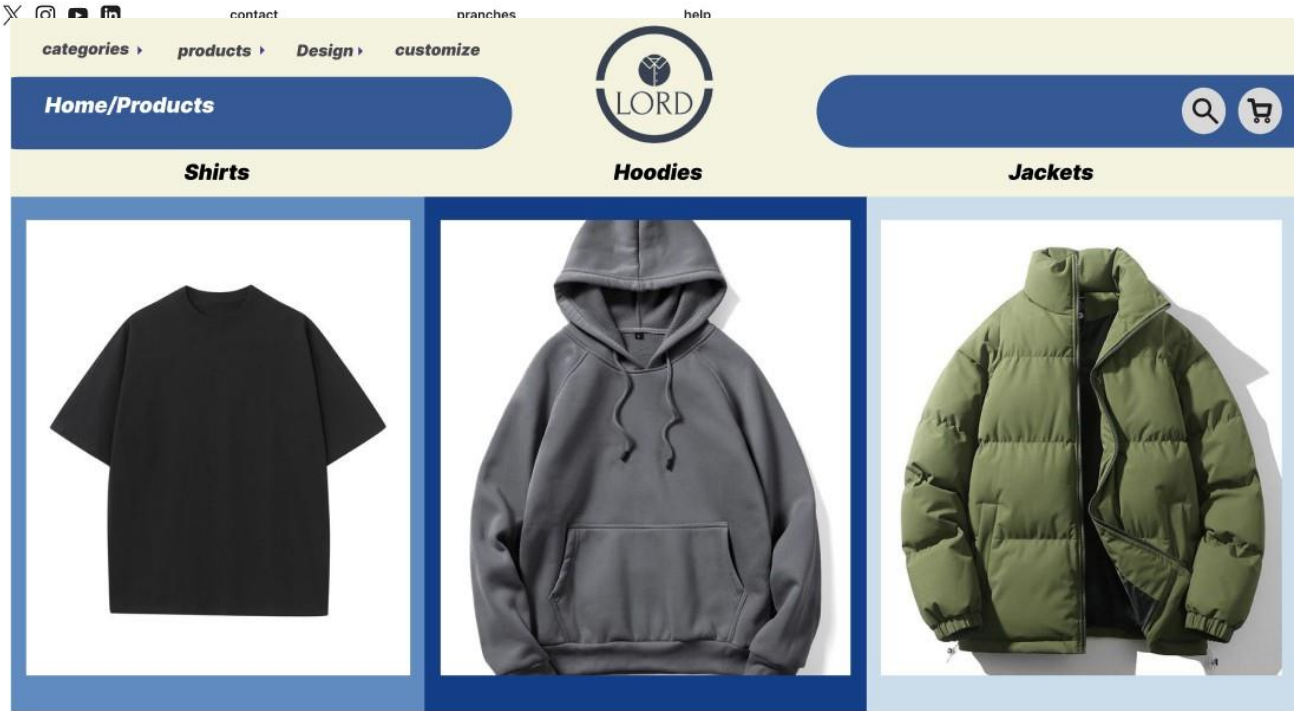 contact pranches help
categories products Design customize
LORD
Home/Products
Shirts Hoodies Jackets